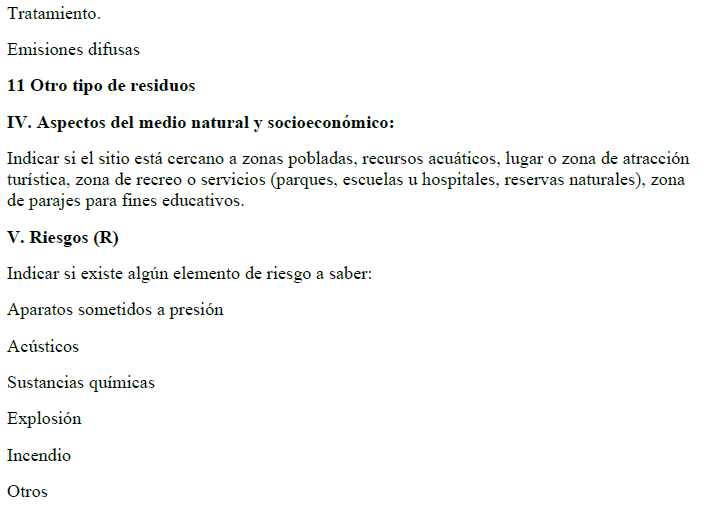 Tratamiento.
Emisiones difusas
11 Otro tipo de residuos
IV. Aspectos del medio natural y socioeconómico:
Indicar si el sitio está cercano a zonas pobladas, recursos acuáticos, lugar o zona de atracción
turística, zona de recreo o servicios (parques, escuelas u hospitales, reservas naturales), zona
de parajes para fines educativos.
V. Riesgos (R)
Indicar si existe algún elemento de riesgo a saber:
Aparatos sometidos a presión
Acústicos
Sustancias químicas
Explosión
Incendio
Otros